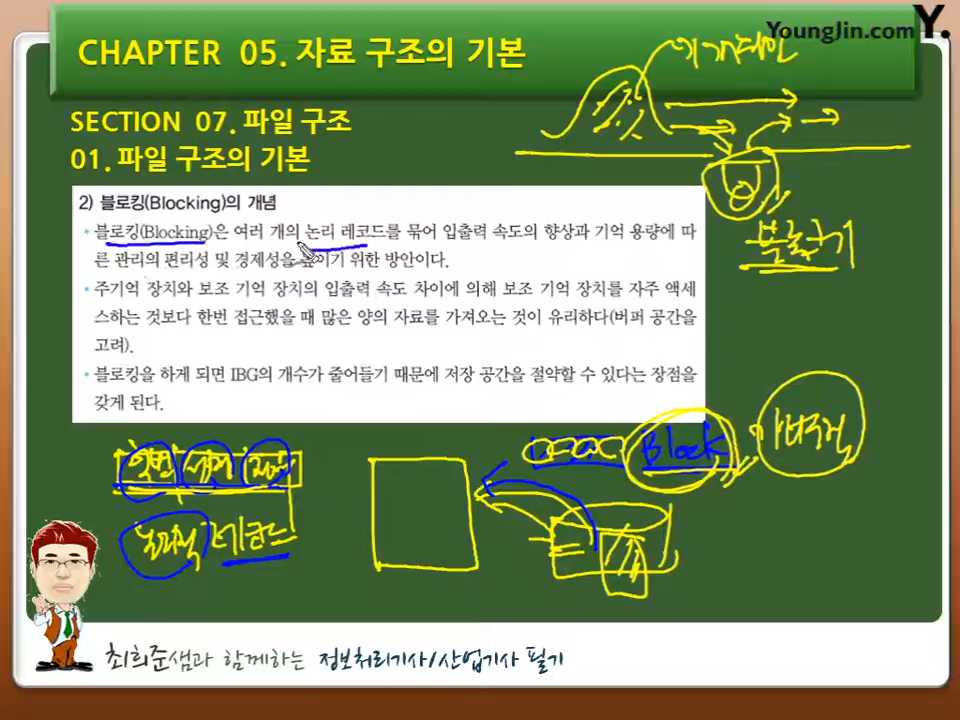 YoungJin.com Y.
CHAPTER 05. 자료 구조의 기본
SECTION 07. 파일 구조
01. 파일 구조의 기본
2) 블로킹(Blocking)의 개념
• 블로킹(Blocking)은 여러 개의 논리 레코드를 묶어 입출력 속도의 향상과 기억 용량에 따
른 관리의 편리성 및 경제성을 높이기 위한 방안이다.
• 주기억 장치와 보조 기억 장치의 입출력 속도 차이에 의해 보조 기억 장치를 자주 액세
스하는 것보다 한번 접근했을 때 많은 양의 자료를 가져오는 것이 유리하다(버퍼 공간을
고려).
• 블로킹을 하게 되면 IBG의 개수가 줄어들기 때문에 저장 공간을 절약할 수 있다는 장점을
갖게 된다.
Block
레코드
최희준샘과 함께하는 정보처리기사/산업기사 필기